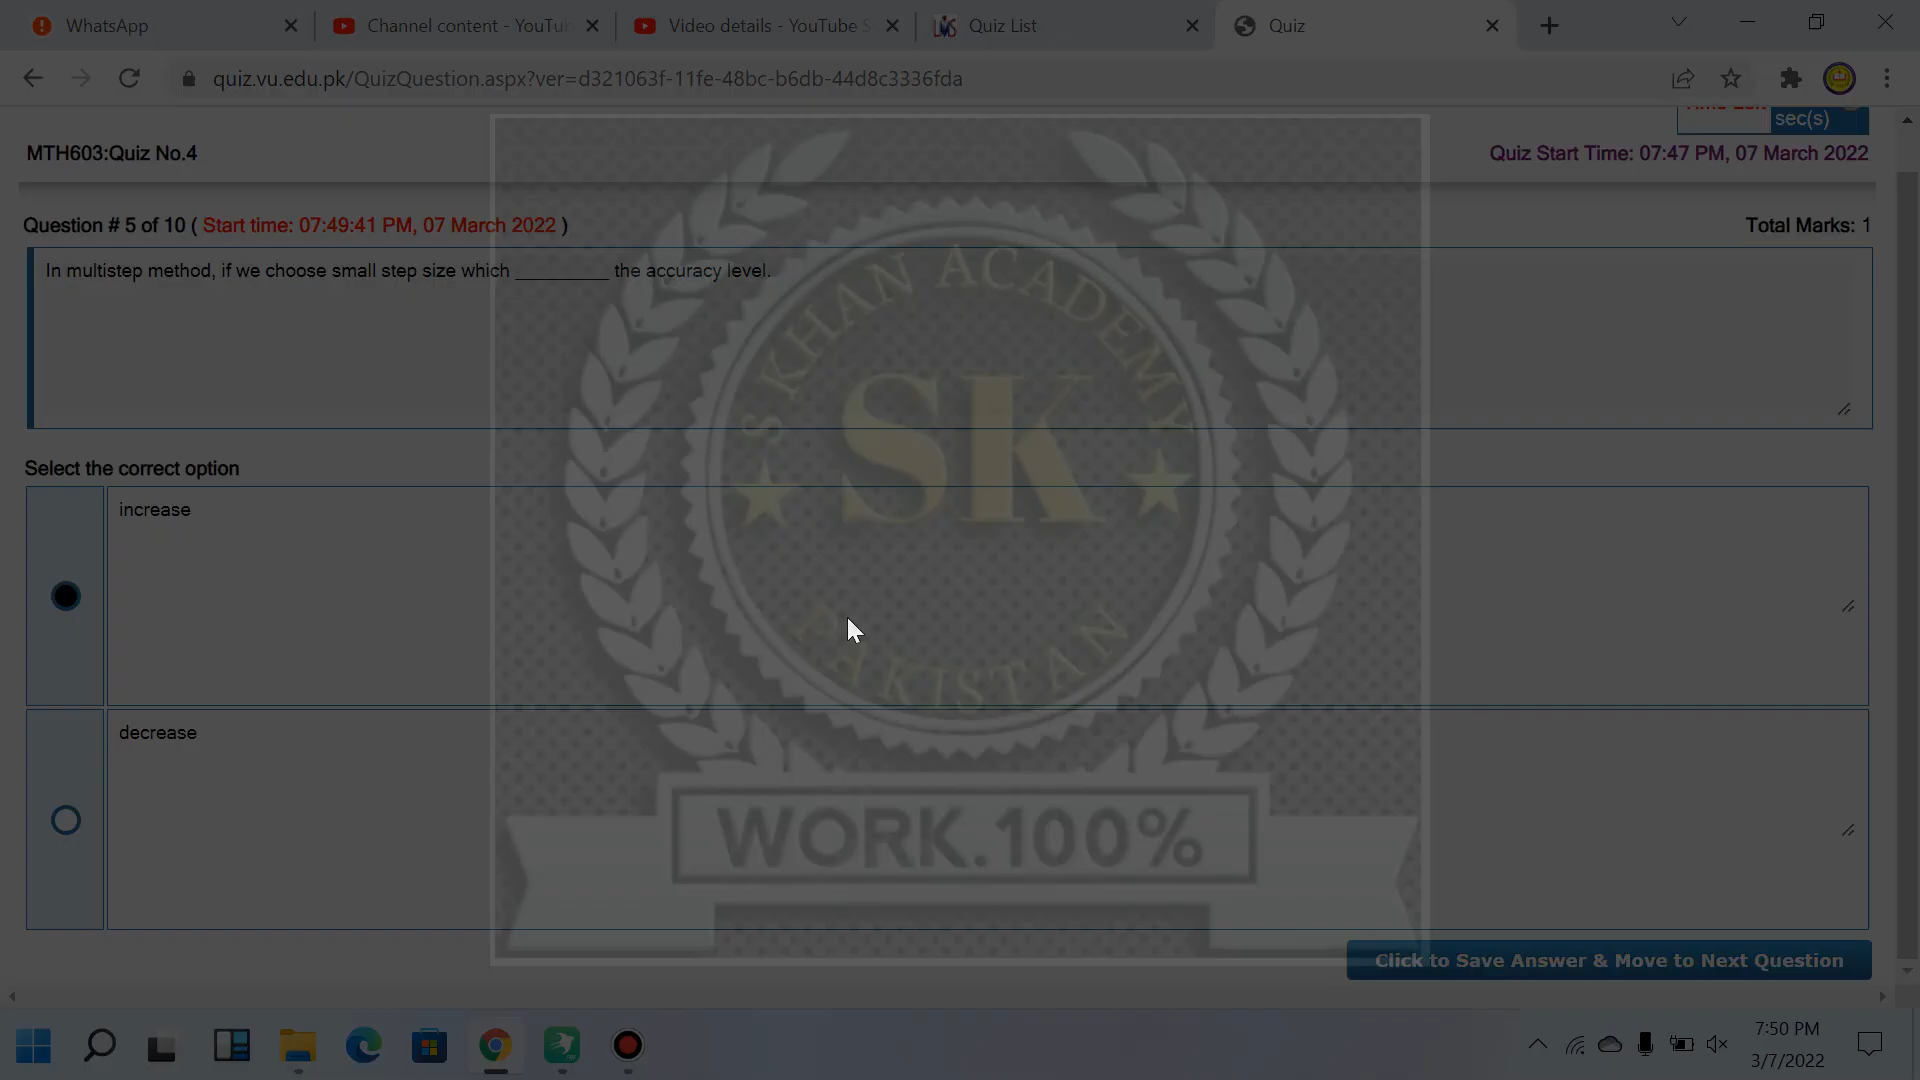 WhatsApp
Channel content - YouTu
Video details - YouTube S
Quiz List
Quiz
quiz.vu.edu.pk/QuizQuestion.aspx?ver=d321063f-11fe-48bc-b6db-44d8c3336fda
sec(s)
MTH603:Quiz No.4
Quiz Start Time: 07:47 PM, 07 March 2022
Question # 5 of 10 ( Start time: 07:49:41 PM, 07 March 2022 )
Total Marks: 1
In multistep method, if we choose small step size which _________ the accuracy level.
S KHAN ACADEMY
SK
PAKISTAN
WORK.100%
Select the correct option
increase
decrease
Click to Save Answer & Move to Next Question
7:50 PM
3/7/2022